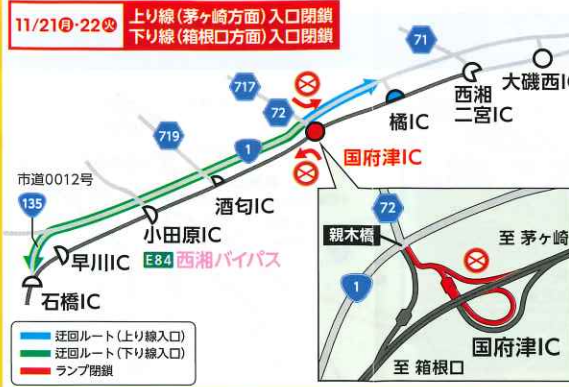 11/21月・22火
上り線(茅ヶ崎方面)入口閉鎖
下り線(箱根口方面)入口閉鎖
71
大磯西IC
西湘
二宮IC
717
72
橘IC
719
1
国府津IC
市道0012号
135
酒匂IC
小田原IC
早川IC
E84 西湘バイパス
石橋IC
72
親木橋
至 茅ヶ崎
1
国府津IC
至 箱根口
迂回ルート(上り線入口)
迂回ルート(下り線入口)
ランプ閉鎖